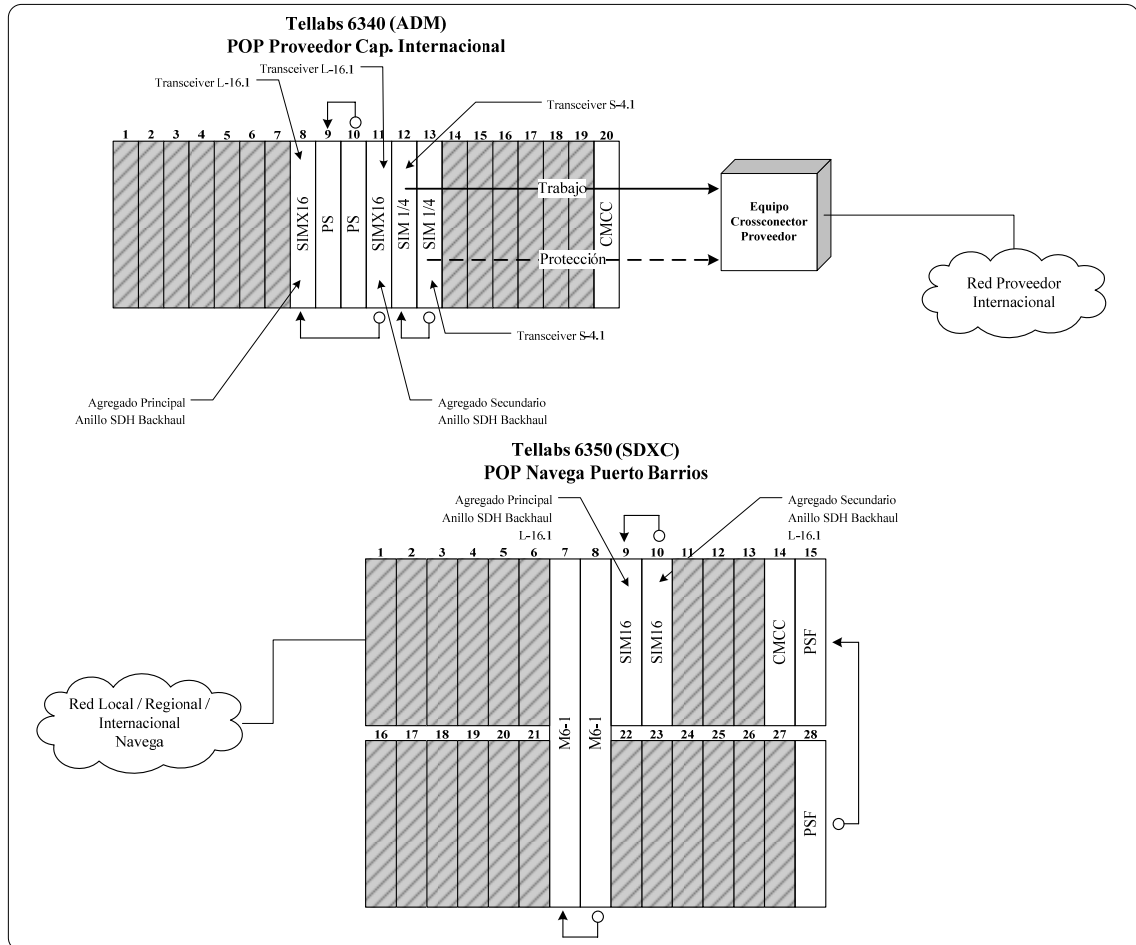 Tellabs 6340 (ADM)
POP Proveedor Cap. Internacional
Transceiver L-16.1
Transceiver L-16.1
Transceiver S-4.1
1 2 3 4 5 6 7 8 9 10 11 12 13 14 15 16 17 18 19 20
SIMX16
PS
PS
SIMX16
SIM 1/4
SIM 1/4
CMCC
Trabajo
Protección
Equipo
Crossconector
Proveedor
Red Proveedor
Internacional
Transceiver S-4.1
Agregado Principal
Anillo SDH Backhaul
Agregado Secundario
Anillo SDH Backhaul
Tellabs 6350 (SDXC)
POP Navega Puerto Barrios
Agregado Principal
Anillo SDH Backhaul
L-16.1
Agregado Secundario
Anillo SDH Backhaul
L-16.1
1 2 3 4 5 6 7 8 9 10 11 12 13 14 15
SIM16
SIM16
CMCC
PSF
Red Local / Regional /
Internacional
Navega
M6-1
M6-1
16 17 18 19 20 21 22 23 24 25 26 27 28
PSF